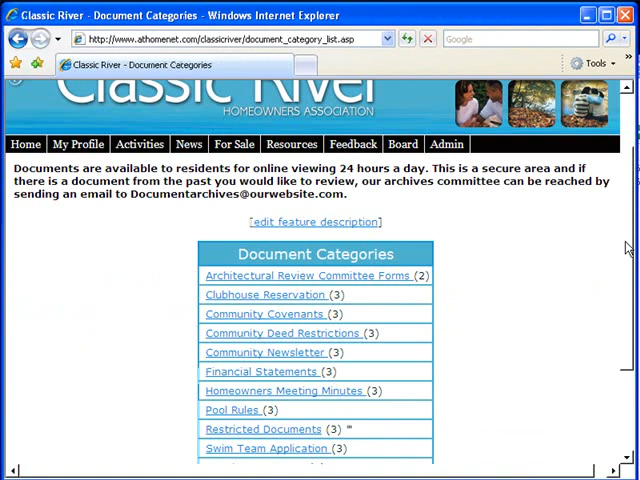 Classic River - Document Categories - Windows Internet Explorer
http://www.athomenet.com/classicriver/document_category_list.asp
Google
Classic River - Document Categories
Tools
Classic River
HOMEOWNERS ASSOCIATION
Home My Profile Activities News For Sale Resources Feedback Board Admin
Documents are available to residents for online viewing 24 hours a day. This is a secure area and if
there is a document from the past you would like to review, our archives committee can be reached by
sending an email to Documentarchives@ourwebsite.com.
[edit feature description]
Document Categories
Architectural Review Committee Forms (2)
Clubhouse Reservation (3)
Community Covenants (3)
Community Deed Restrictions (3)
Community Newsletter (3)
Financial Statements (3)
Homeowners Meeting Minutes (3)
Pool Rules (3)
Restricted Documents (3) **
Swim Team Application (3)